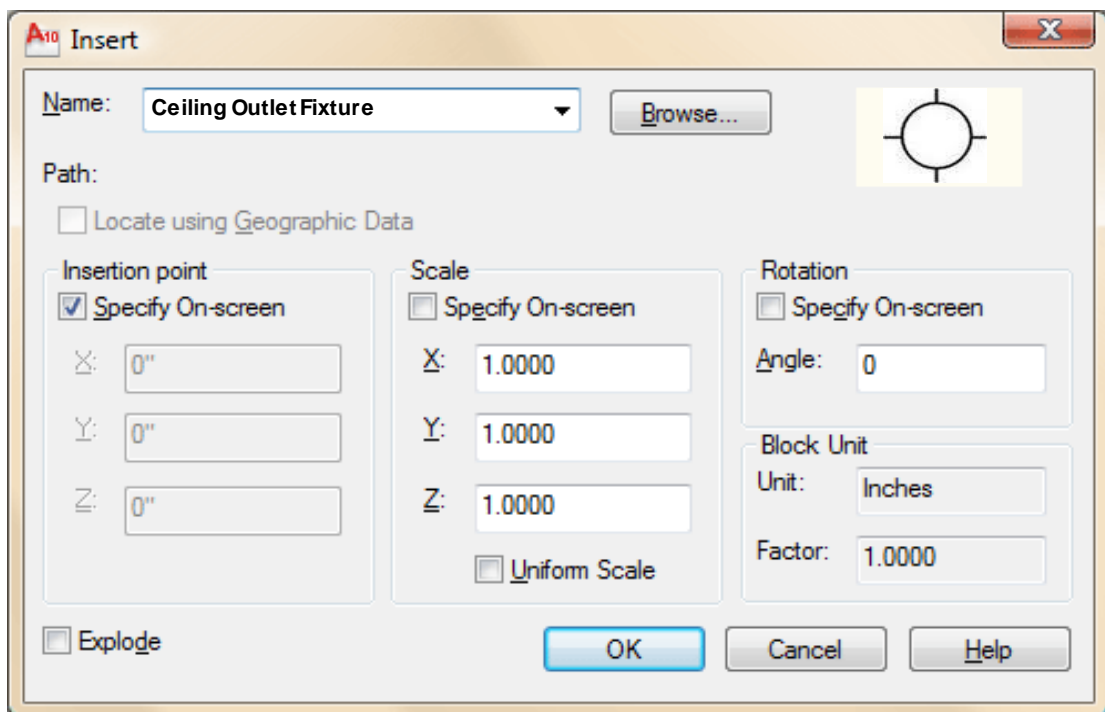 A10 Insert X
Name: Ceiling Outlet Fixture Browse...
Path:
Locate using Geographic Data
Insertion point
Specify On-screen
X: 0"
Y: 0"
Z: 0"
Scale
Specify On-screen
X: 1.0000
Y: 1.0000
Z: 1.0000
Uniform Scale
Rotation
Specify On-screen
Angle: 0
Block Unit
Unit: Inches
Factor: 1.0000
Explode OK Cancel Help